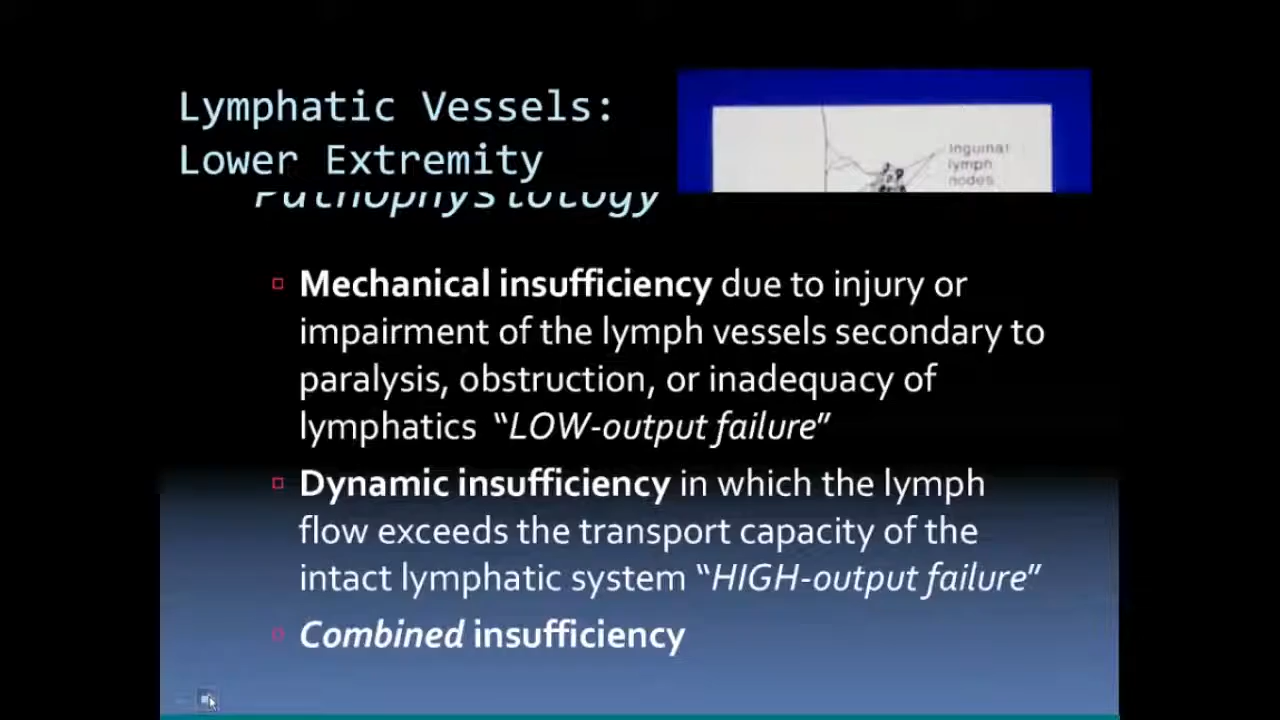 Lymphatic Vessels:
Lower Extremity
Pathophysiology
Inguinal
lymph
nodes
▫ Mechanical insufficiency due to injury or
impairment of the lymph vessels secondary to
paralysis, obstruction, or inadequacy of
lymphatics “LOW-output failure”
▫ Dynamic insufficiency in which the lymph
flow exceeds the transport capacity of the
intact lymphatic system “HIGH-output failure”
▫ Combined insufficiency